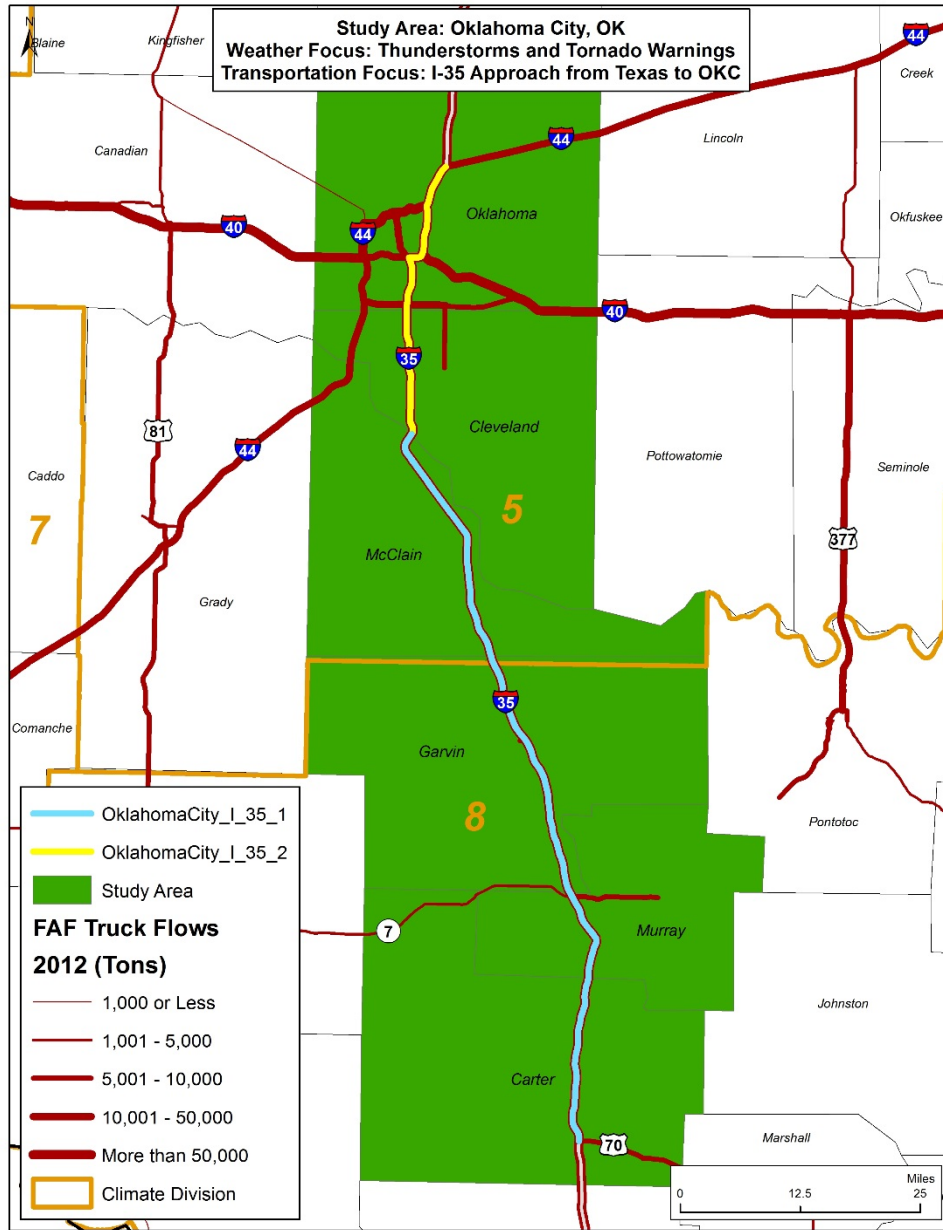 Study Area: Oklahoma City, OK
Weather Focus: Thunderstorms and Tornado Warnings
Transportation Focus: I-35 Approach from Texas to OKC
N
Blaine
Kingfisher
44
Creek
Lincoln
44
Canadian
Oklahoma
Okfuskee
40
44
40
35
81
44
Cleveland
Pottowatomie
Seminole
Caddo
7
5
377
McClain
Grady
35
Comanche
Garvin
8
Pontotoc
7
Murray
Johnston
Carter
70
Marshall
OklahomaCity_I_35_1
OklahomaCity_I_35_2
Study Area
FAF Truck Flows
2012 (Tons)
1,000 or Less
1,001 - 5,000
5,001 - 10,000
10,001 - 50,000
More than 50,000
Climate Division
Miles
0 12.5 25